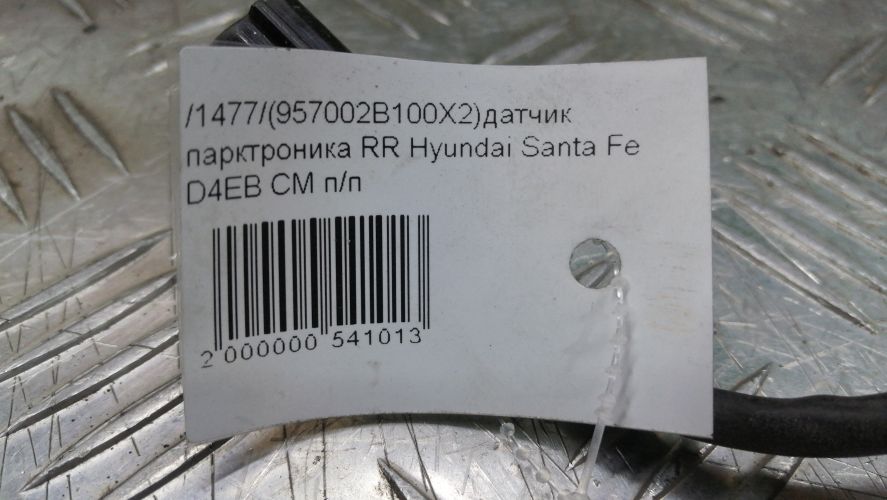 /1477/(957002B100X2)датчик
парктроника RR Hyundai Santa Fe
D4EB CM п/п
2 000000 541013